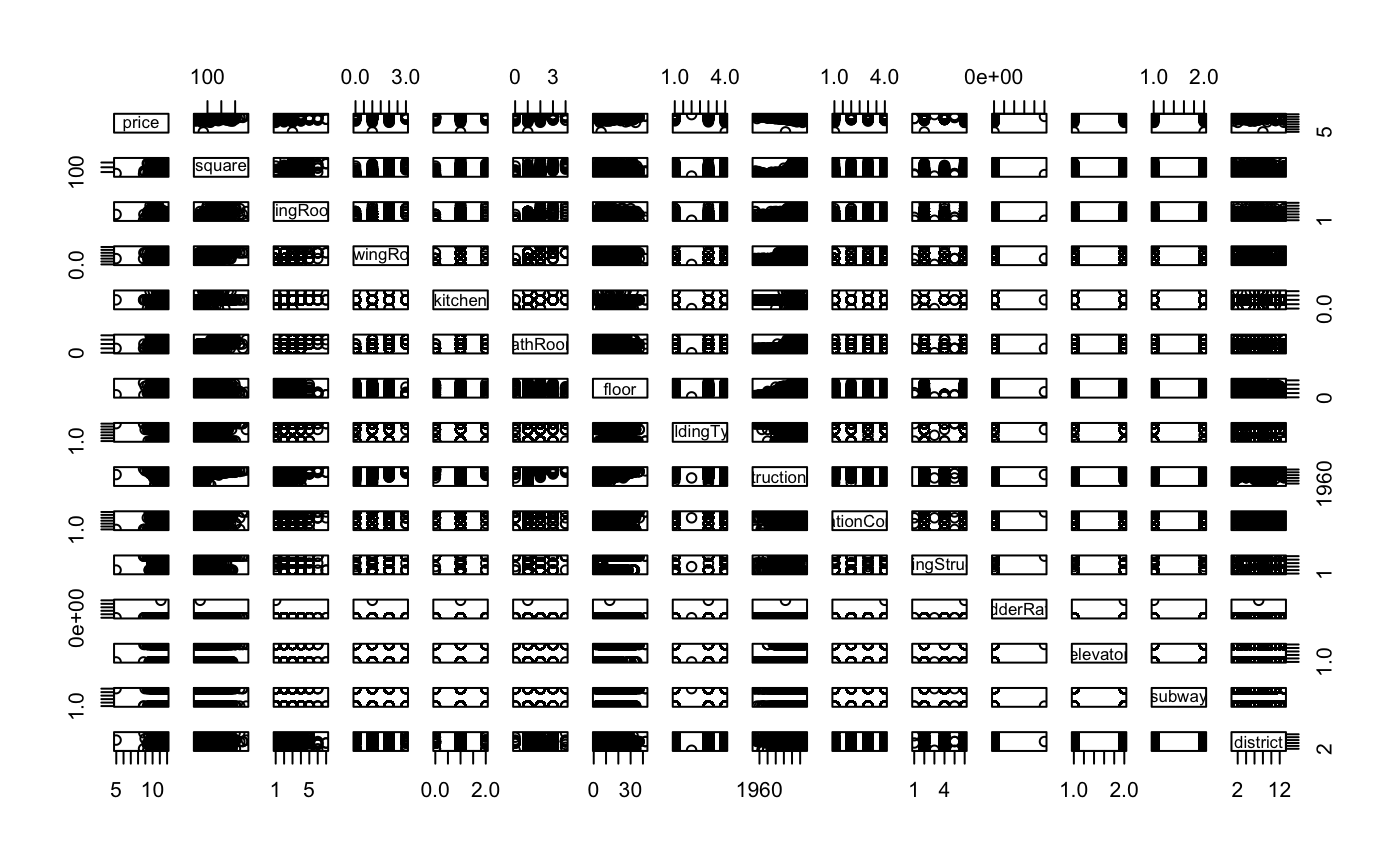 100 0.0 3.0 0 3 1.0 4.0 1.0 4.0 0e+00 1.0 2.0
price 5
100 square
ingRoo 1
0.0 wingRo
kitchen 0.0
0 athRoo
floor 0
1.0 ldingTy
truction 1960
1.0 ationCo
ingStru 1
0e+00 dderRa
elevator 1.0
1.0 subway
district 2
5 10 1 5 0.0 2.0 0 30 1960 1 4 1.0 2.0 2 12